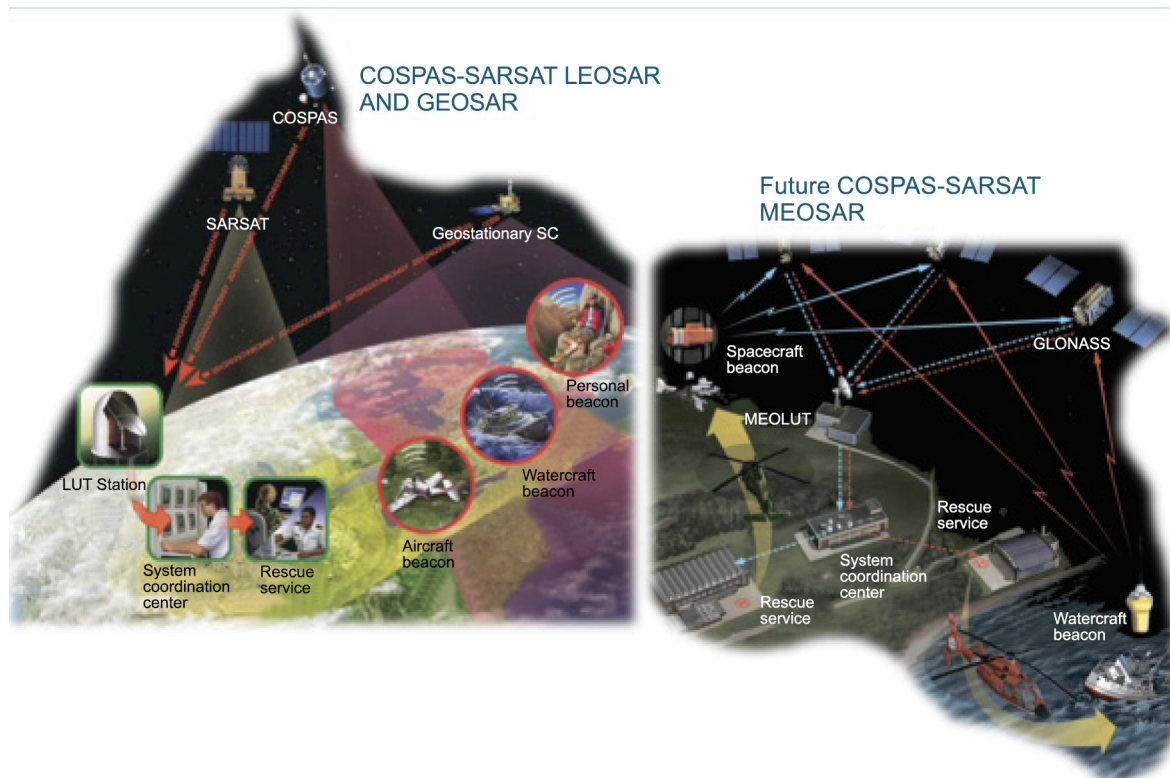 COSPAS-SARSAT LEOSAR
AND GEOSAR
COSPAS
SARSAT
Geostationary SC
Personal
beacon
Watercraft
beacon
Aircraft
beacon
LUT Station
System
coordination
center
Rescue
service
Future COSPAS-SARSAT
MEOSAR
Spacecraft
beacon
GLONASS
MEOLUT
Rescue
service
System
coordination
center
Rescue
service
Watercraft
beacon